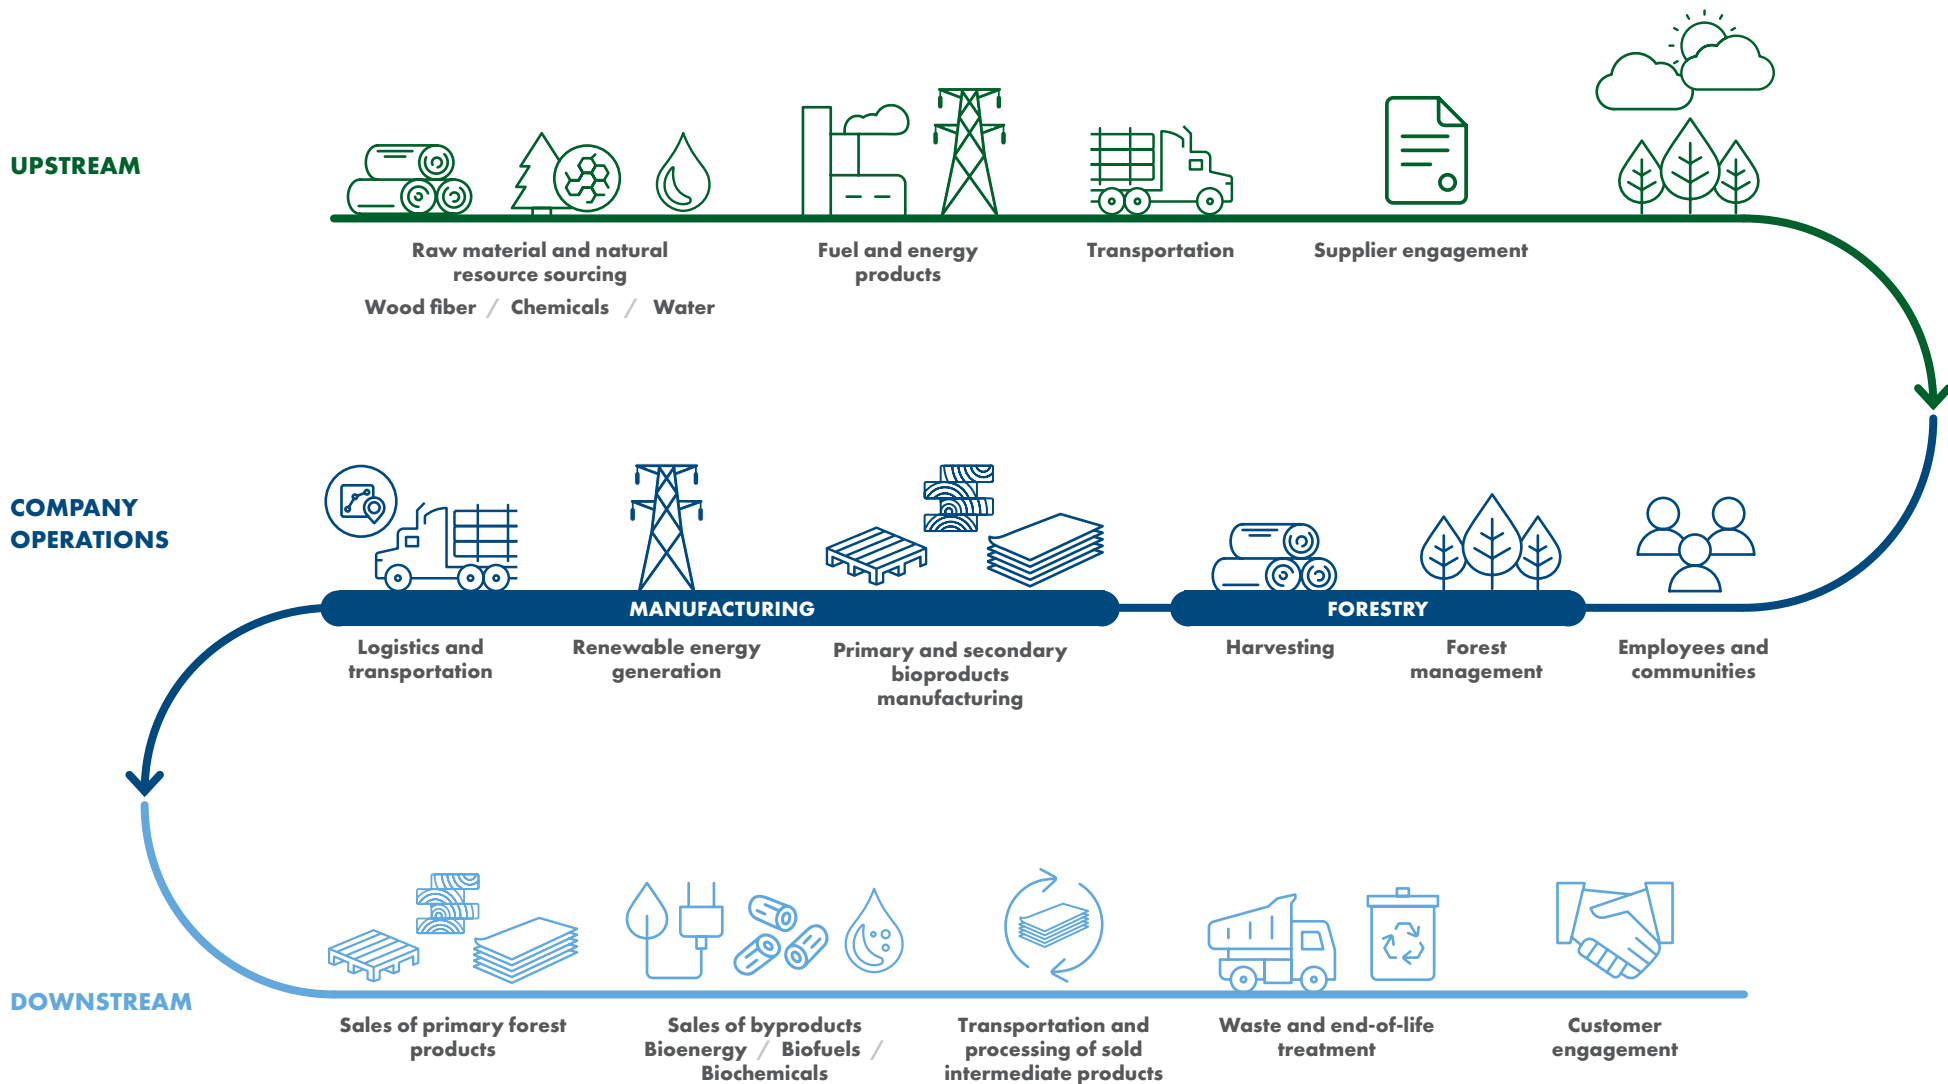 UPSTREAM
Raw material and natural
resource sourcing
Wood fiber / Chemicals / Water
Fuel and energy
products
Transportation
Supplier engagement
COMPANY
OPERATIONS
MANUFACTURING
Logistics and
transportation
Renewable energy
generation
Primary and secondary
bioproducts
manufacturing
FORESTRY
Harvesting
Forest
management
Employees and
communities
DOWNSTREAM
Sales of primary forest
products
Sales of byproducts
Bioenergy / Biofuels /
Biochemicals
Transportation and
processing of sold
intermediate products
Waste and end-of-life
treatment
Customer
engagement